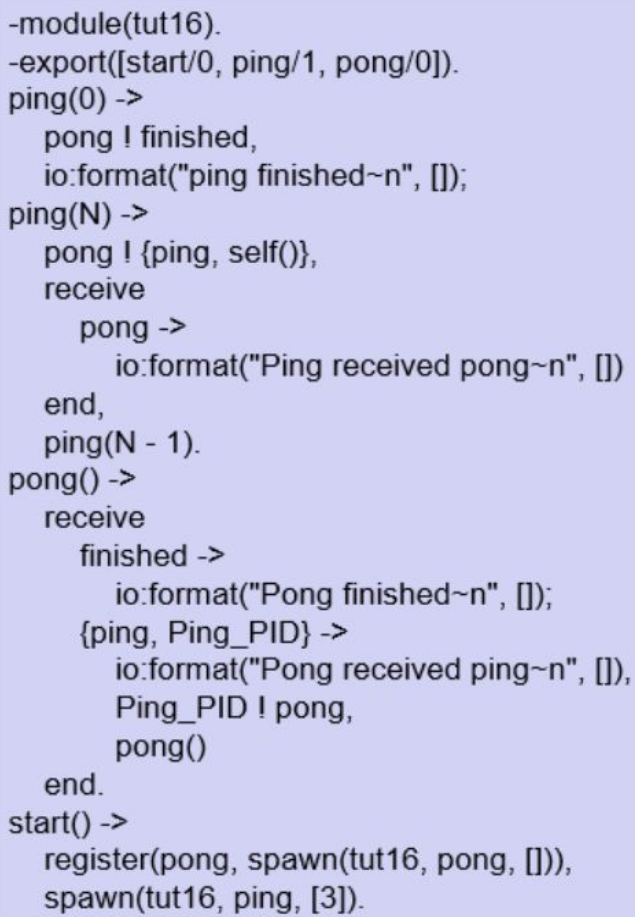 -module(tut16).
-export([start/0, ping/1, pong/0]).
ping(0) ->
pong ! finished,
io:format("ping finished~n", []);
ping(N) ->
pong ! {ping, self()},
receive
pong ->
io:format("Ping received pong~n", [])
end,
ping(N - 1).
pong() ->
receive
finished ->
io:format("Pong finished~n", []);
{ping, Ping_PID} ->
io:format("Pong received ping~n", []),
Ping_PID ! pong,
pong()
end.
start() ->
register(pong, spawn(tut16, pong, [])),
spawn(tut16, ping, [3]).